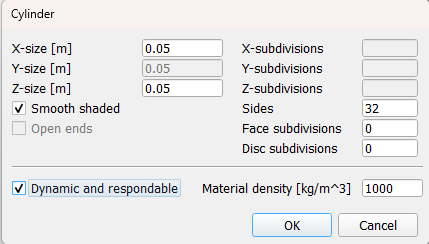 Cylinder
X-size [m] 0.05 X-subdivisions
Y-size [m] 0.05 Y-subdivisions
Z-size [m] 0.05 Z-subdivisions
Smooth shaded Sides 32
Open ends Face subdivisions 0
Disc subdivisions 0
Dynamic and respondable Material density [kg/m^3] 1000
OK Cancel